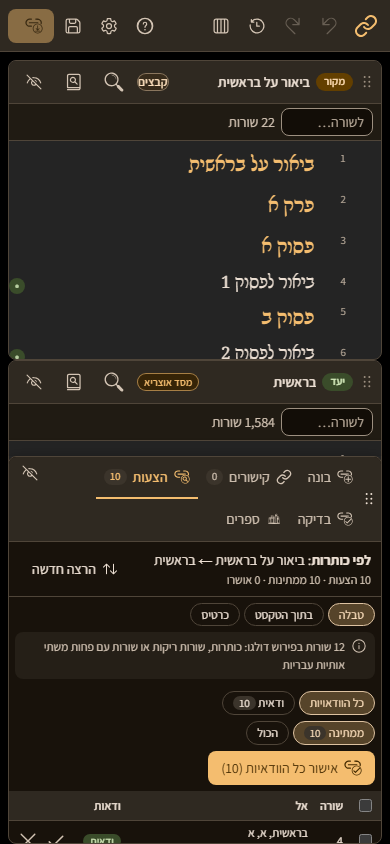 מקור
ביאור על בראשית
קבצים
לשורה...
22 שורות
1
ביאור על בראשית
2
פרק א
3
פסוק א
4
ביאור לפסוק 1
5
פסוק ב
6
ביאור לפסוק 2
יעד
בראשית
מסד אוצריא
לשורה...
1,584 שורות
בונה
קישורים 0
הצעות 10
בדיקה
ספרים
לפי כותרות: ביאור על בראשית ← בראשית
10 הצעות · 10 ממתינות · 0 אושרו
הרצה חדשה
טבלה
בתוך הטקסט
כרטיס
12 שורות בפירוש דולגו: כותרות, שורות ריקות או שורות עם פחות משתי
אותיות עבריות
כל הוודאויות
ודאית 10
ממתינה 10
הכול
אישור כל הוודאויות (10)
שורה
אל
ודאות
4
בראשית, א, א
ודאית